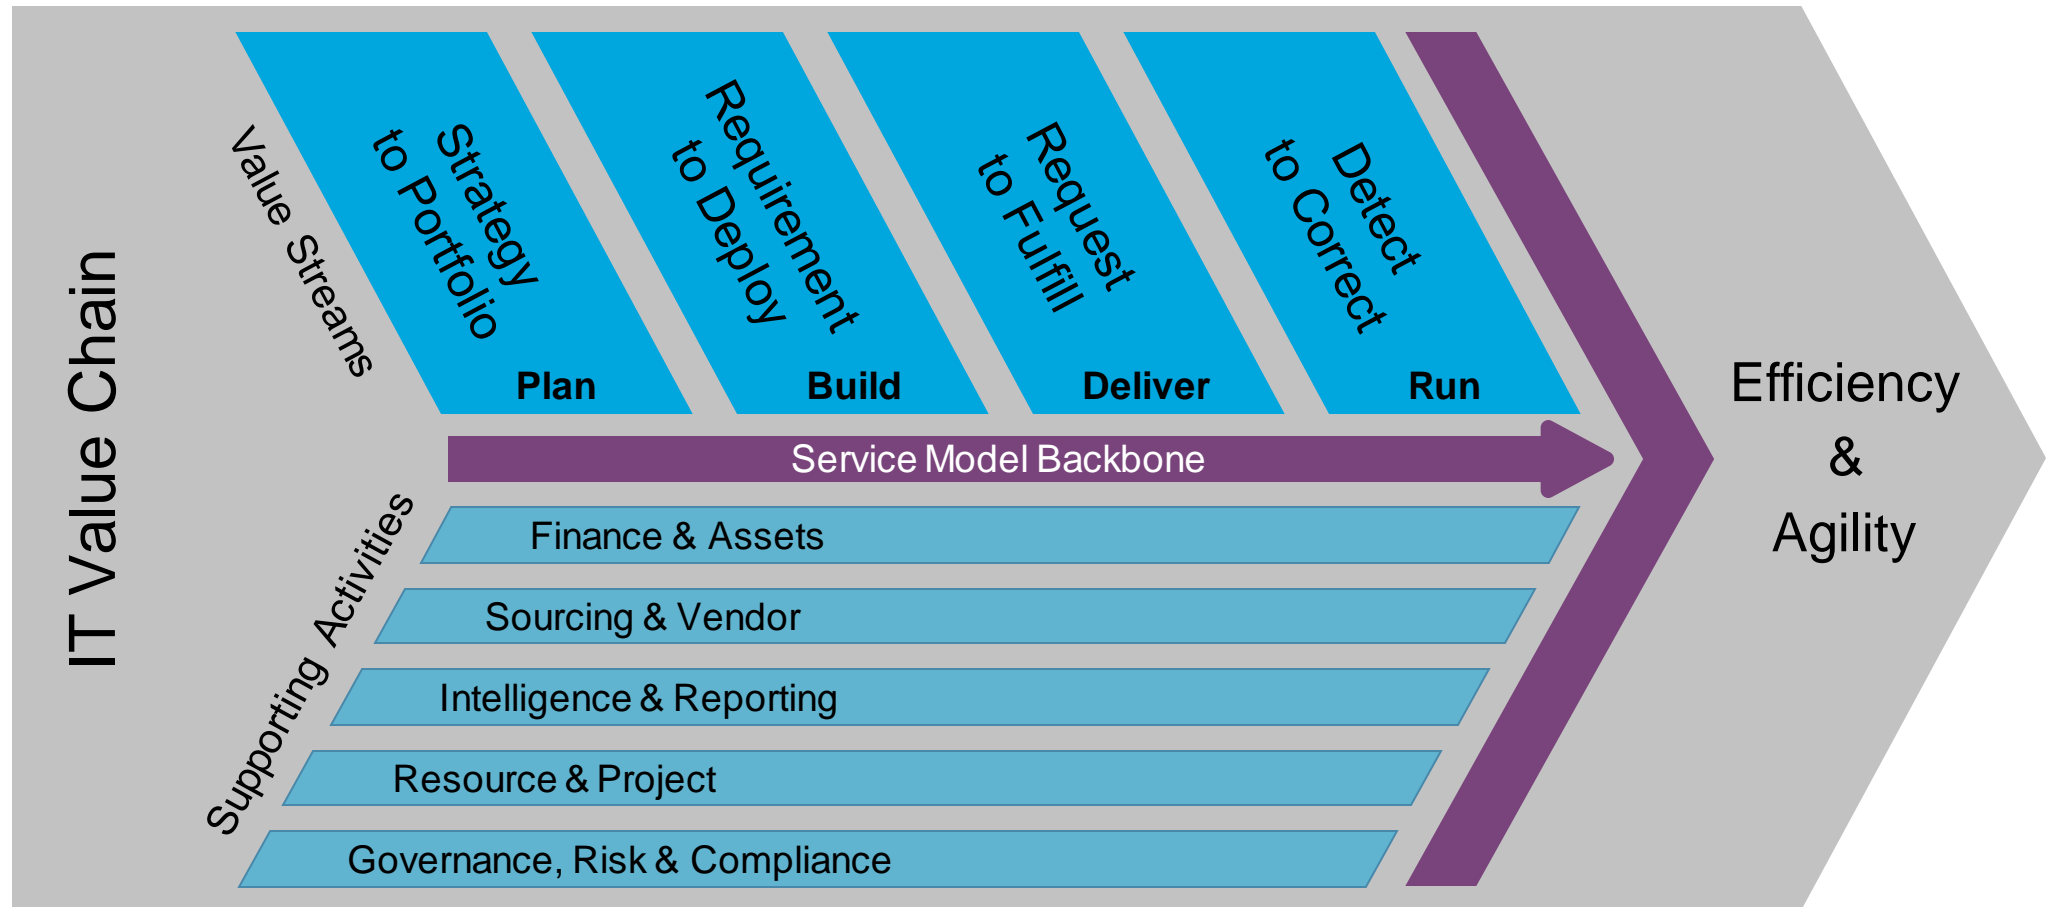 IT Value Chain
Value Streams
Strategy
to Portfolio
Plan
Requirement
to Deploy
Build
Request
to Fulfill
Deliver
Detect
to Correct
Run
Service Model Backbone
Supporting Activities
Finance & Assets
Sourcing & Vendor
Intelligence & Reporting
Resource & Project
Governance, Risk & Compliance
Efficiency
&
Agility